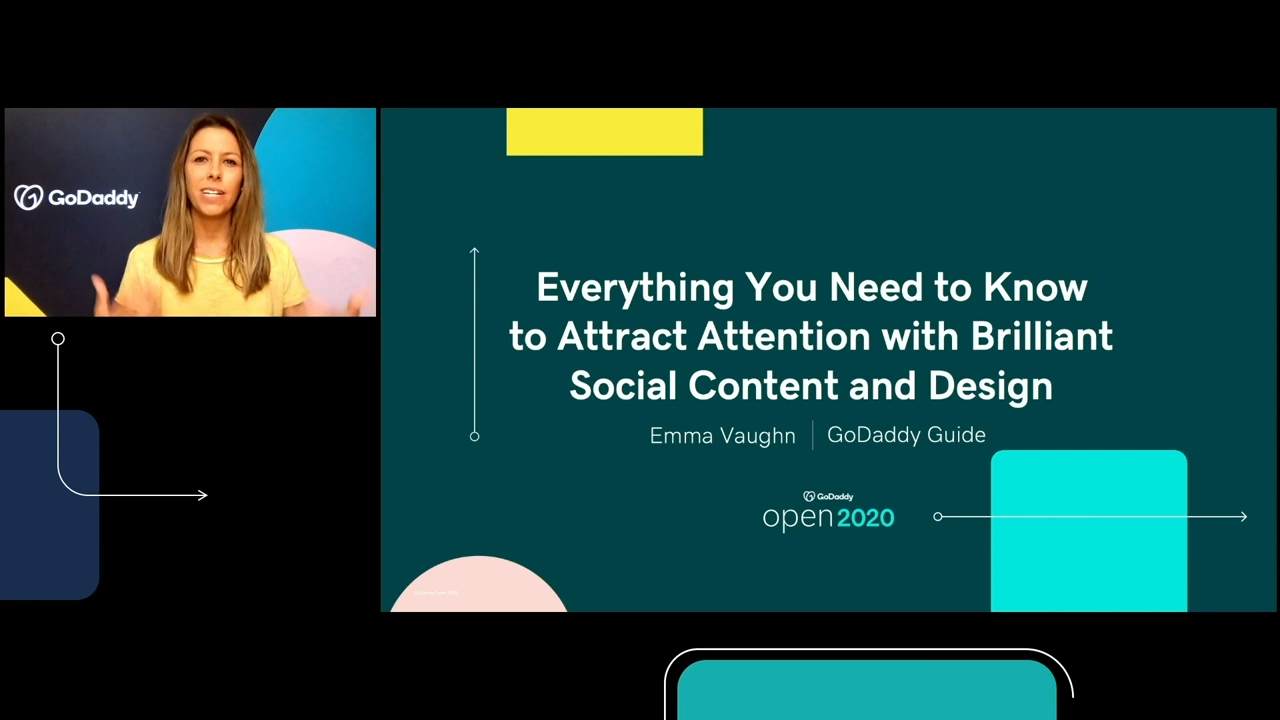 GoDaddy
Everything You Need to Know
to Attract Attention with Brilliant
Social Content and Design
Emma Vaughn | GoDaddy Guide
GoDaddy
open2020